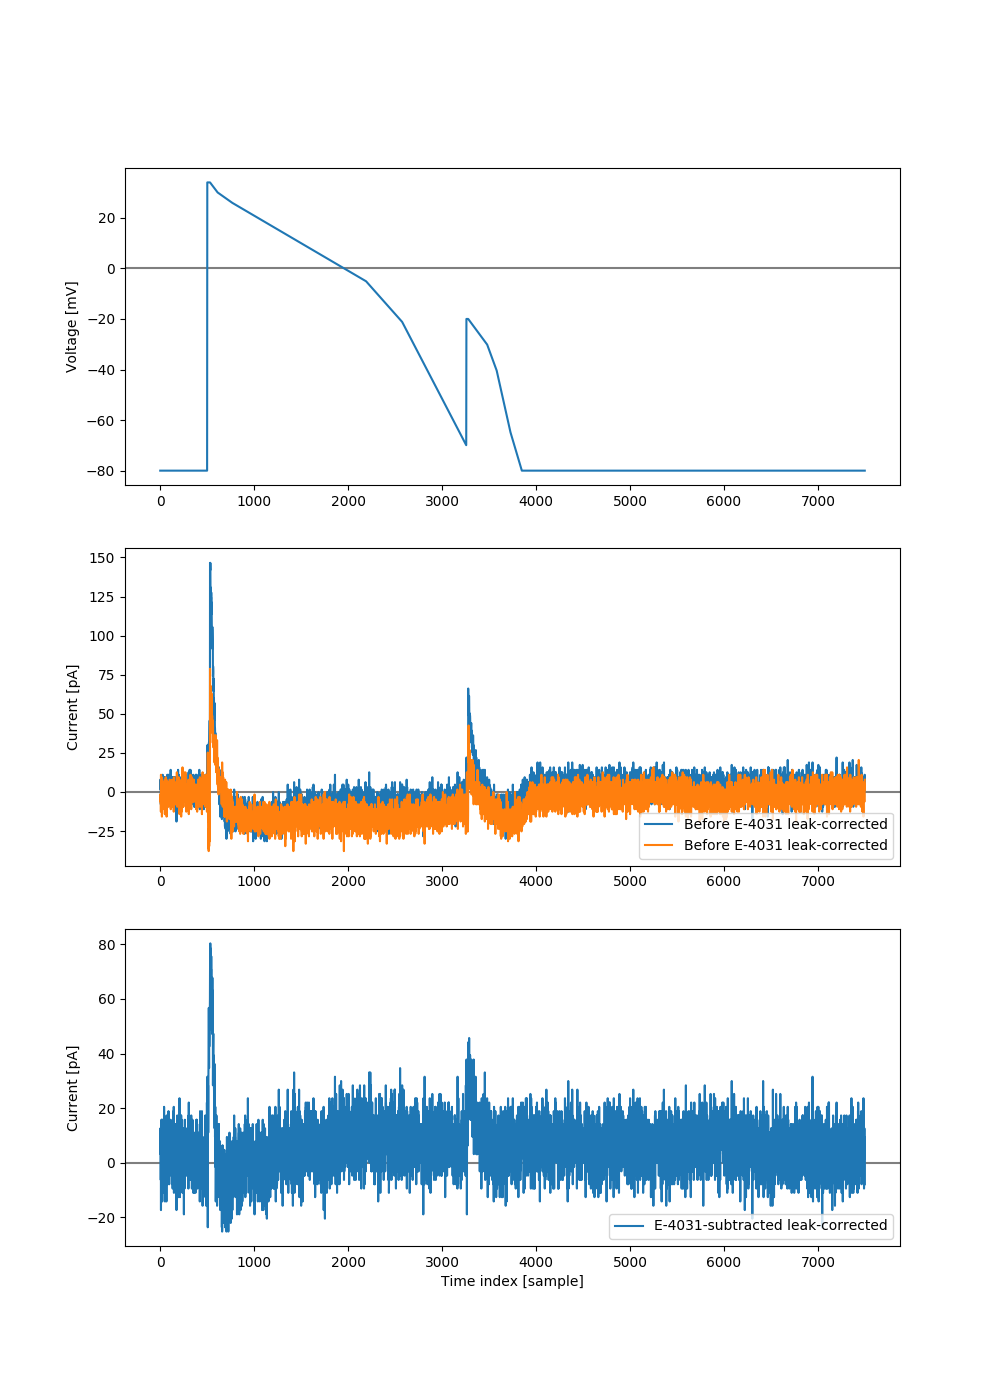 20
0
−20
−40
−60
−80
Voltage [mV]
0 1000 2000 3000 4000 5000 6000 7000
150
125
100
75
50
25
0
−25
Current [pA]
Before E-4031 leak-corrected
Before E-4031 leak-corrected
0 1000 2000 3000 4000 5000 6000 7000
80
60
40
20
0
−20
Current [pA]
E-4031-subtracted leak-corrected
0 1000 2000 3000 4000 5000 6000 7000
Time index [sample]